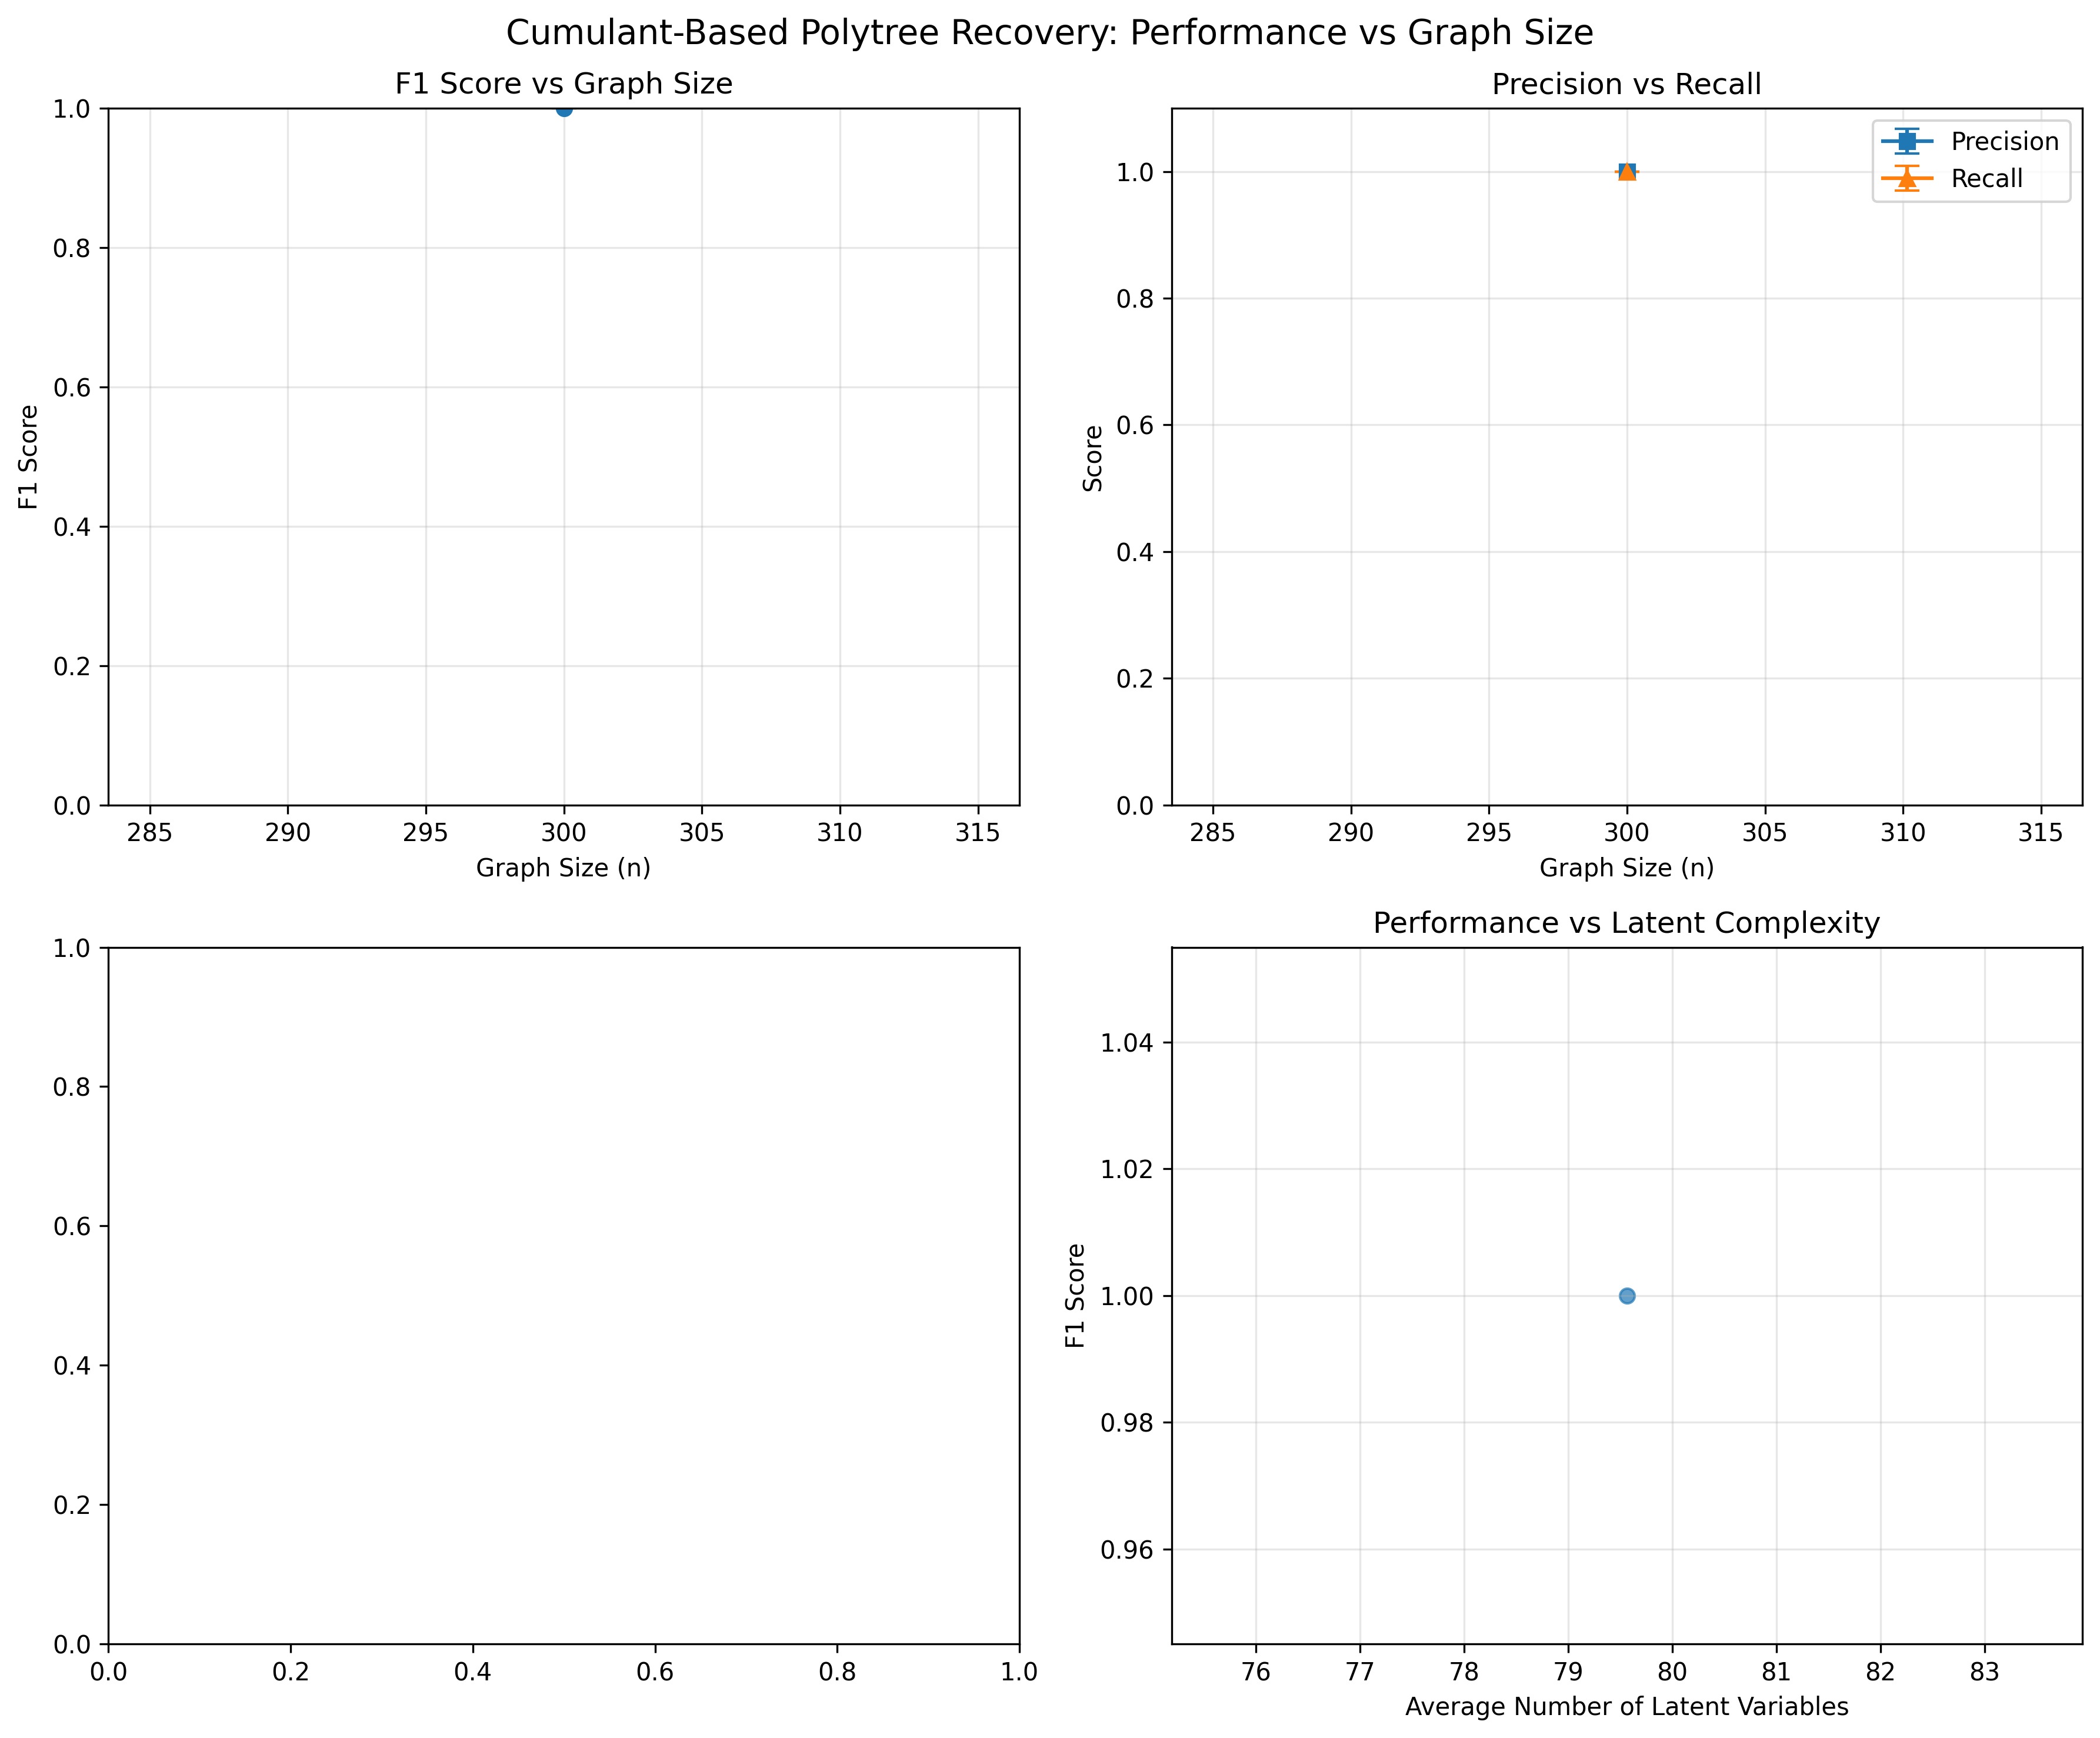 Cumulant-Based Polytree Recovery: Performance vs Graph Size
F1 Score vs Graph Size
1.0
0.8
0.6
0.4
0.2
0.0
F1 Score
285 290 295 300 305 310 315
Graph Size (n)
Precision vs Recall
Precision
Recall
1.0
0.8
0.6
0.4
0.2
0.0
Score
285 290 295 300 305 310 315
Graph Size (n)
1.0
0.8
0.6
0.4
0.2
0.0
0.0 0.2 0.4 0.6 0.8 1.0
Performance vs Latent Complexity
1.04
1.02
1.00
0.98
0.96
F1 Score
76 77 78 79 80 81 82 83
Average Number of Latent Variables